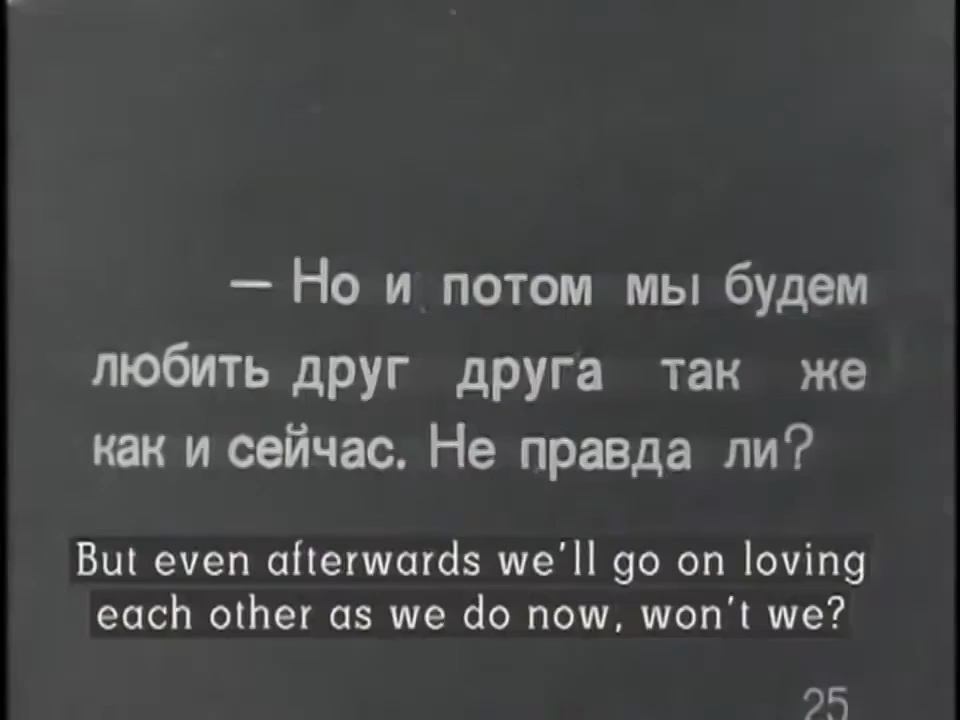 — Но и потом мы будем
любить друг друга так же
как и сейчас. Не правда ли?
But even afterwards we'll go on loving
each other as we do now, won't we?
25